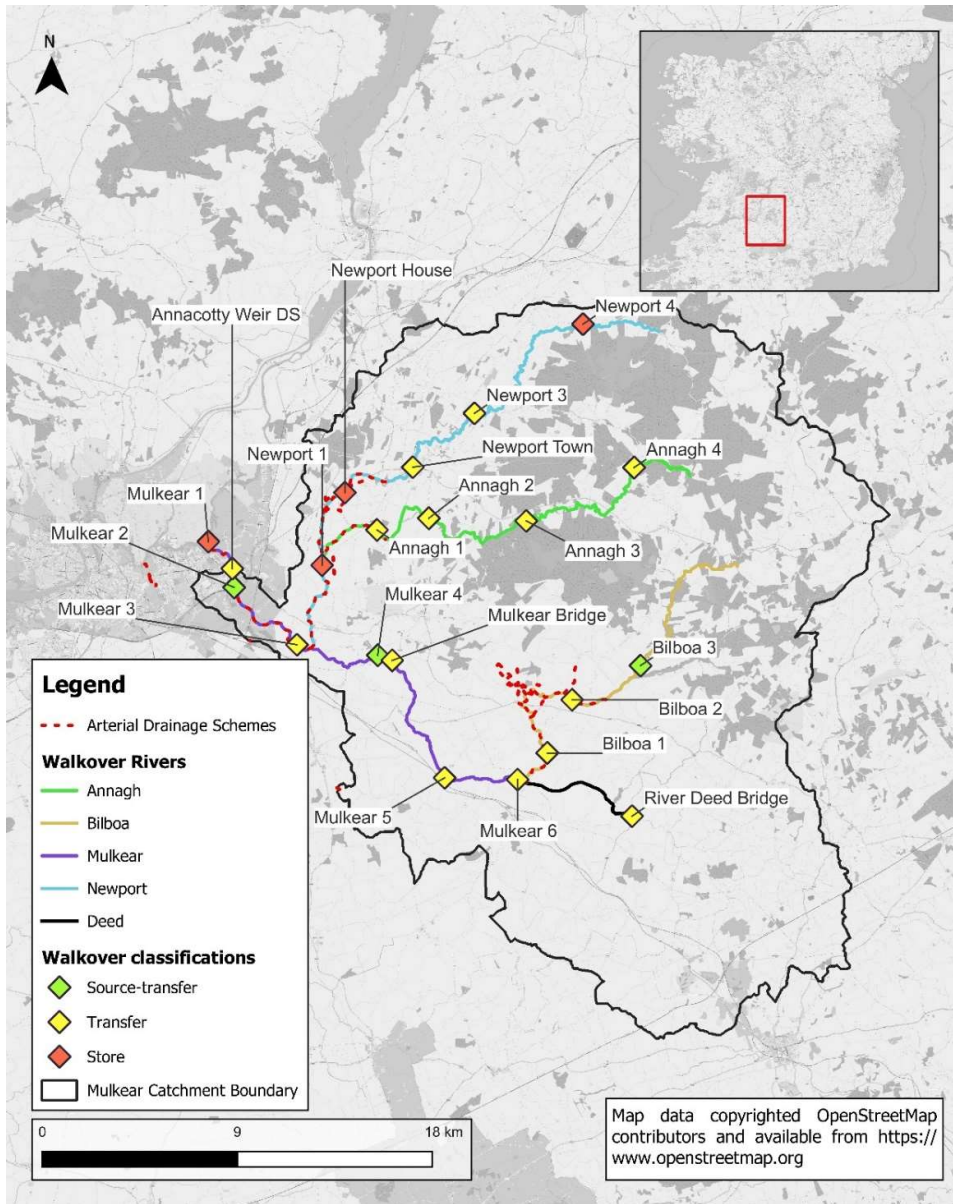 N
Newport House
Newport 4
Annacotty Weir DS
Newport 3
Newport Town
Newport 1
Annagh 4
Annagh 2
Mulkear 1
Annagh 1
Annagh 3
Mulkear 2
Mulkear 4
Mulkear 3
Mulkear Bridge
Bilboa 3
Bilboa 2
Bilboa 1
River Deed Bridge
Mulkear 5
Mulkear 6
Legend
Arterial Drainage Schemes
Walkover Rivers
Annagh
Bilboa
Mulkear
Newport
Deed
Walkover classifications
Source-transfer
Transfer
Store
Mulkear Catchment Boundary
0 9 18 km
Map data copyrighted OpenStreetMap
contributors and available from https://
www.openstreetmap.org